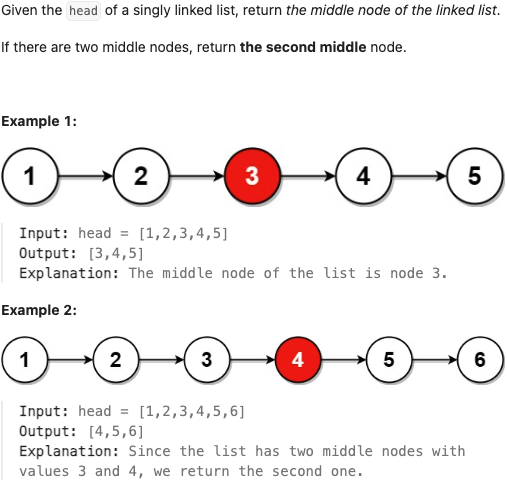 Given the head of a singly linked list, return the middle node of the linked list.
If there are two middle nodes, return the second middle node.
Example 1:
1 2 3 4 5
Input: head = [1,2,3,4,5]
Output: [3,4,5]
Explanation: The middle node of the list is node 3.
Example 2:
1 2 3 4 5 6
Input: head = [1,2,3,4,5,6]
Output: [4,5,6]
Explanation: Since the list has two middle nodes with
values 3 and 4, we return the second one.